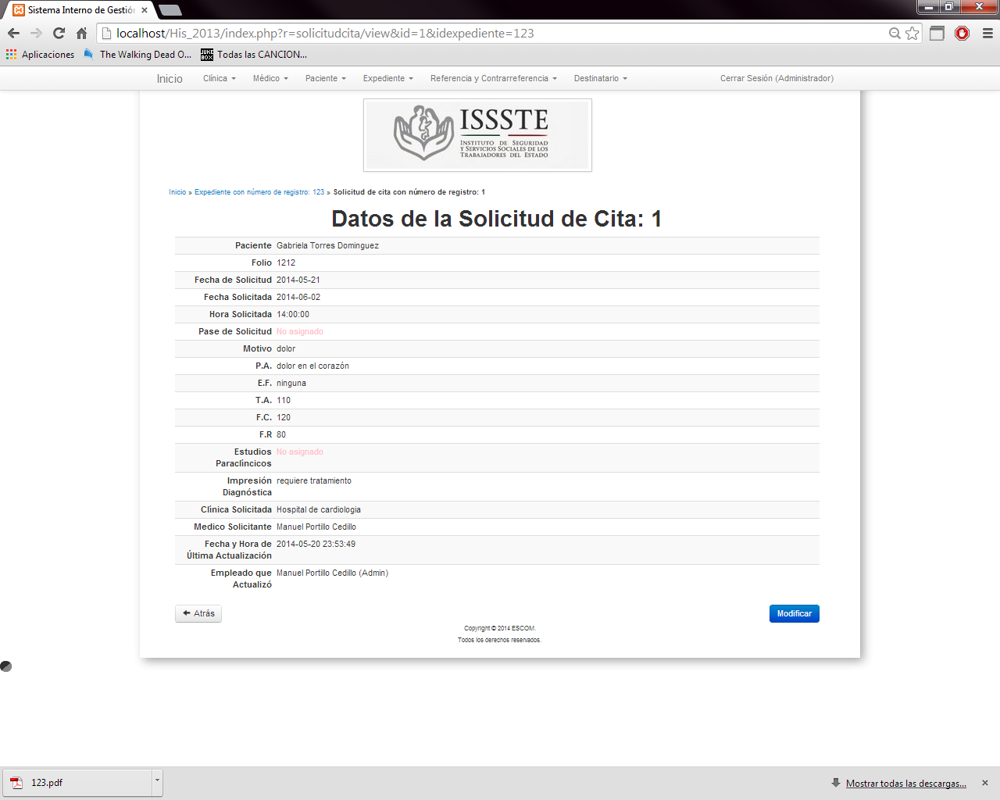 Sistema Interno de Gestión
localhost/His_2013/index.php?r=solicitudcita/view&id=1&idexpediente=123
Aplicaciones The Walking Dead O... JUKE BOX Todas las CANCION...
Inicio Clínica Médico Paciente Expediente Referencia y Contrarreferencia Destinatario Cerrar Sesión (Administrador)
ISSSTE
INSTITUTO DE SEGURIDAD
Y SERVICIOS SOCIALES DE LOS
TRABAJADORES DEL ESTADO
Inicio » Expediente con número de registro: 123 » Solicitud de cita con número de registro: 1
Datos de la Solicitud de Cita: 1
Paciente Gabriela Torres Dominguez
Folio 1212
Fecha de Solicitud 2014-05-21
Fecha Solicitada 2014-06-02
Hora Solicitada 14:00:00
Pase de Solicitud No asignado
Motivo dolor
P.A. dolor en el corazón
E.F. ninguna
T.A. 110
F.C. 120
F.R 80
Estudios No asignado
Paraclíncicos
Impresión requiere tratamiento
Diagnóstica
Clínica Solicitada Hospital de cardiologia
Medico Solicitante Manuel Portillo Cedillo
Fecha y Hora de 2014-05-20 23:53:49
Última Actualización
Empleado que Manuel Portillo Cedillo (Admin)
Actualizó
Atrás Modificar
Copyright © 2014 ESCOM.
Todos los derechos reservados.
123.pdf Mostrar todas las descargas...